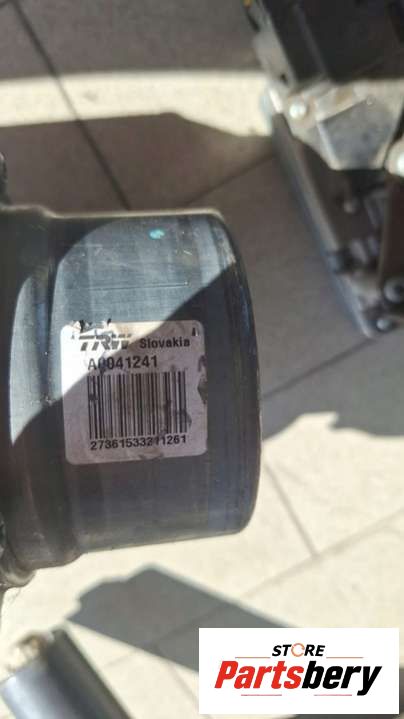 TRW Slovakia
A0041241
27361533211261
STORE
Partsbery